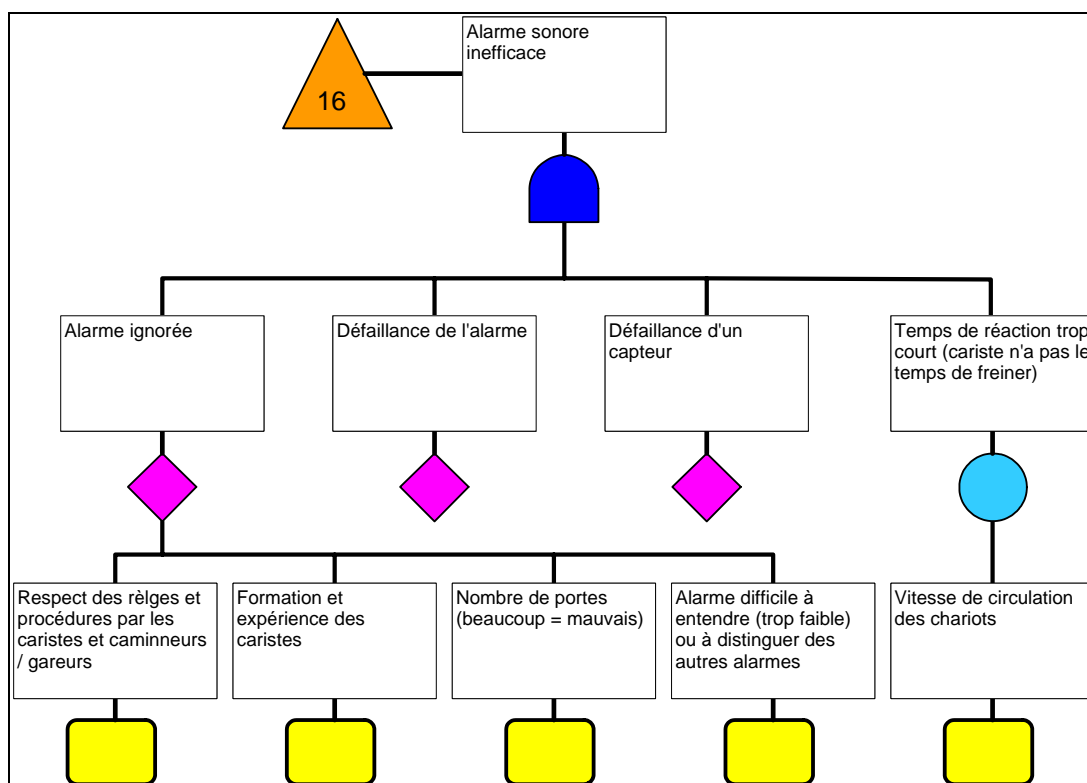 Alarme sonore
inefficace
16
Alarme ignorée
Défaillance de l'alarme
Défaillance d'un
capteur
Temps de réaction trop
court (cariste n'a pas le
temps de freiner)
Respect des rèlges et
procédures par les
caristes et caminneurs
/ gareurs
Formation et
expérience des
caristes
Nombre de portes
(beaucoup = mauvais)
Alarme difficile à
entendre (trop faible)
ou à distinguer des
autres alarmes
Vitesse de circulation
des chariots